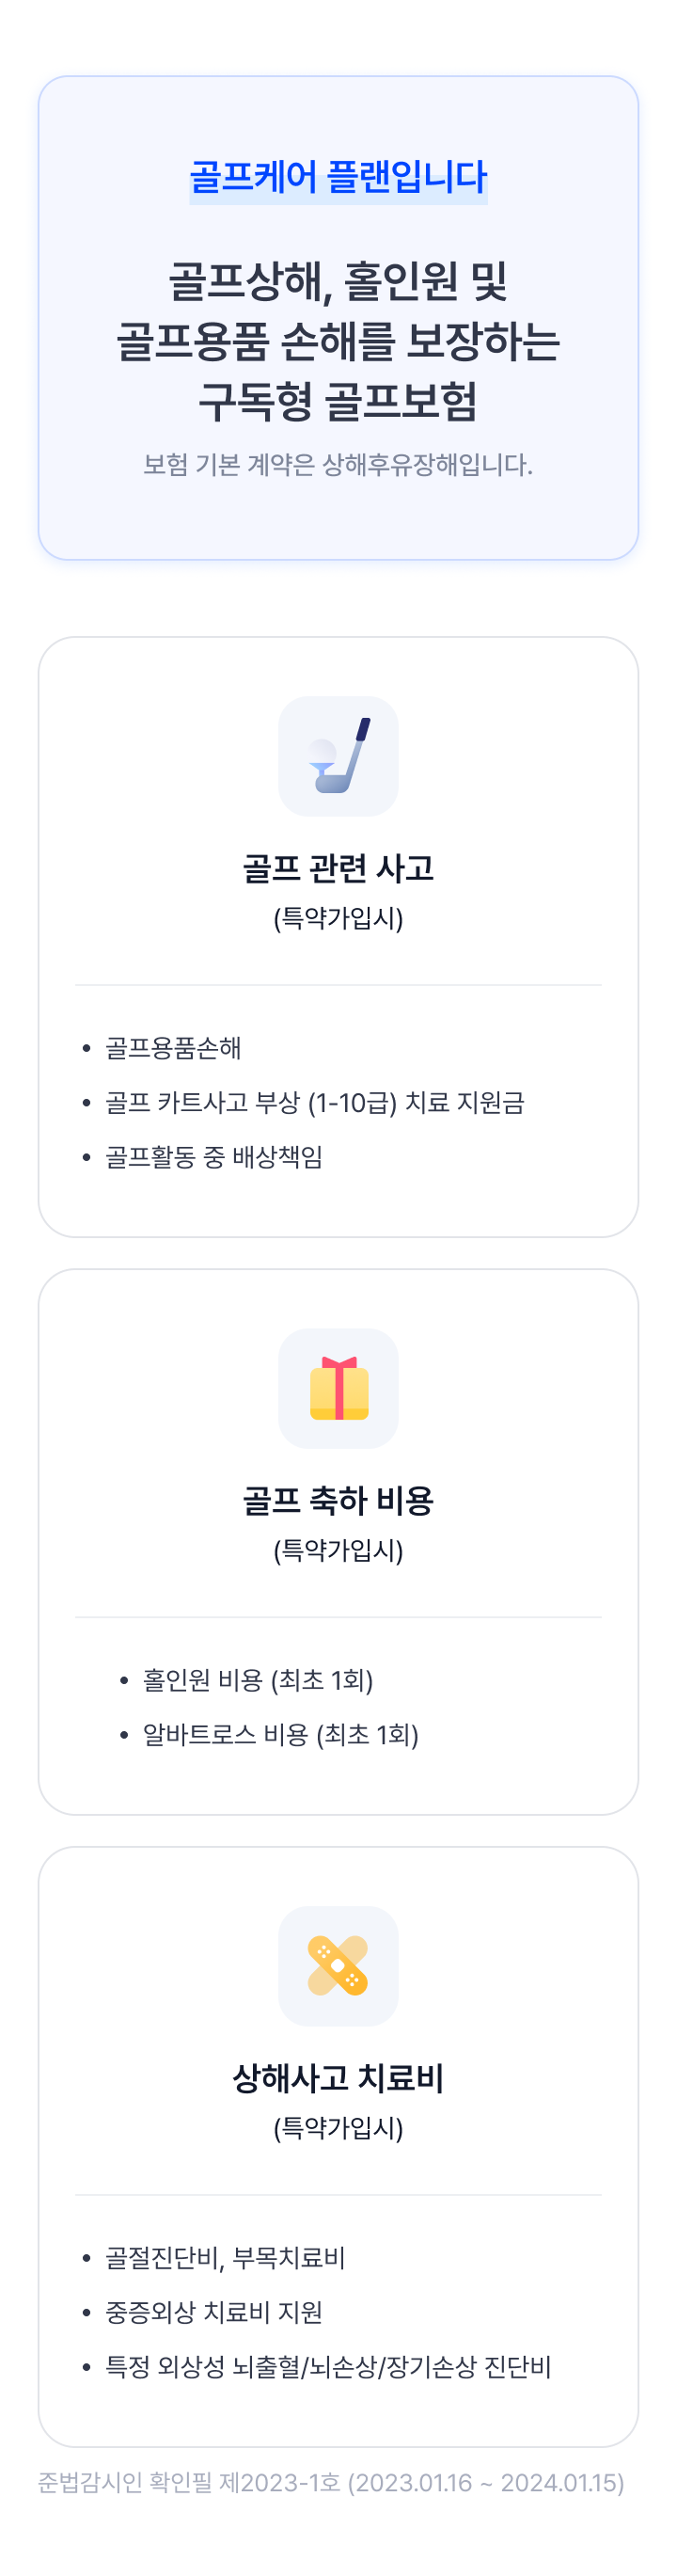 골프케어 플랜입니다
골프상해, 홀인원 및
골프용품 손해를 보장하는
구독형 골프보험
보험 기본 계약은 상해후유장해입니다.
골프 관련 사고
(특약가입시)
• 골프용품손해
• 골프 카트사고 부상 (1-10급) 치료 지원금
• 골프활동 중 배상책임
골프 축하 비용
(특약가입시)
• 홀인원 비용 (최초 1회)
• 알바트로스 비용 (최초 1회)
상해사고 치료비
(특약가입시)
• 골절진단비, 부목치료비
• 중증외상 치료비 지원
• 특정 외상성 뇌출혈/뇌손상/장기손상 진단비
준법감시인 확인필 제2023-1호 (2023.01.16 ~ 2024.01.15)